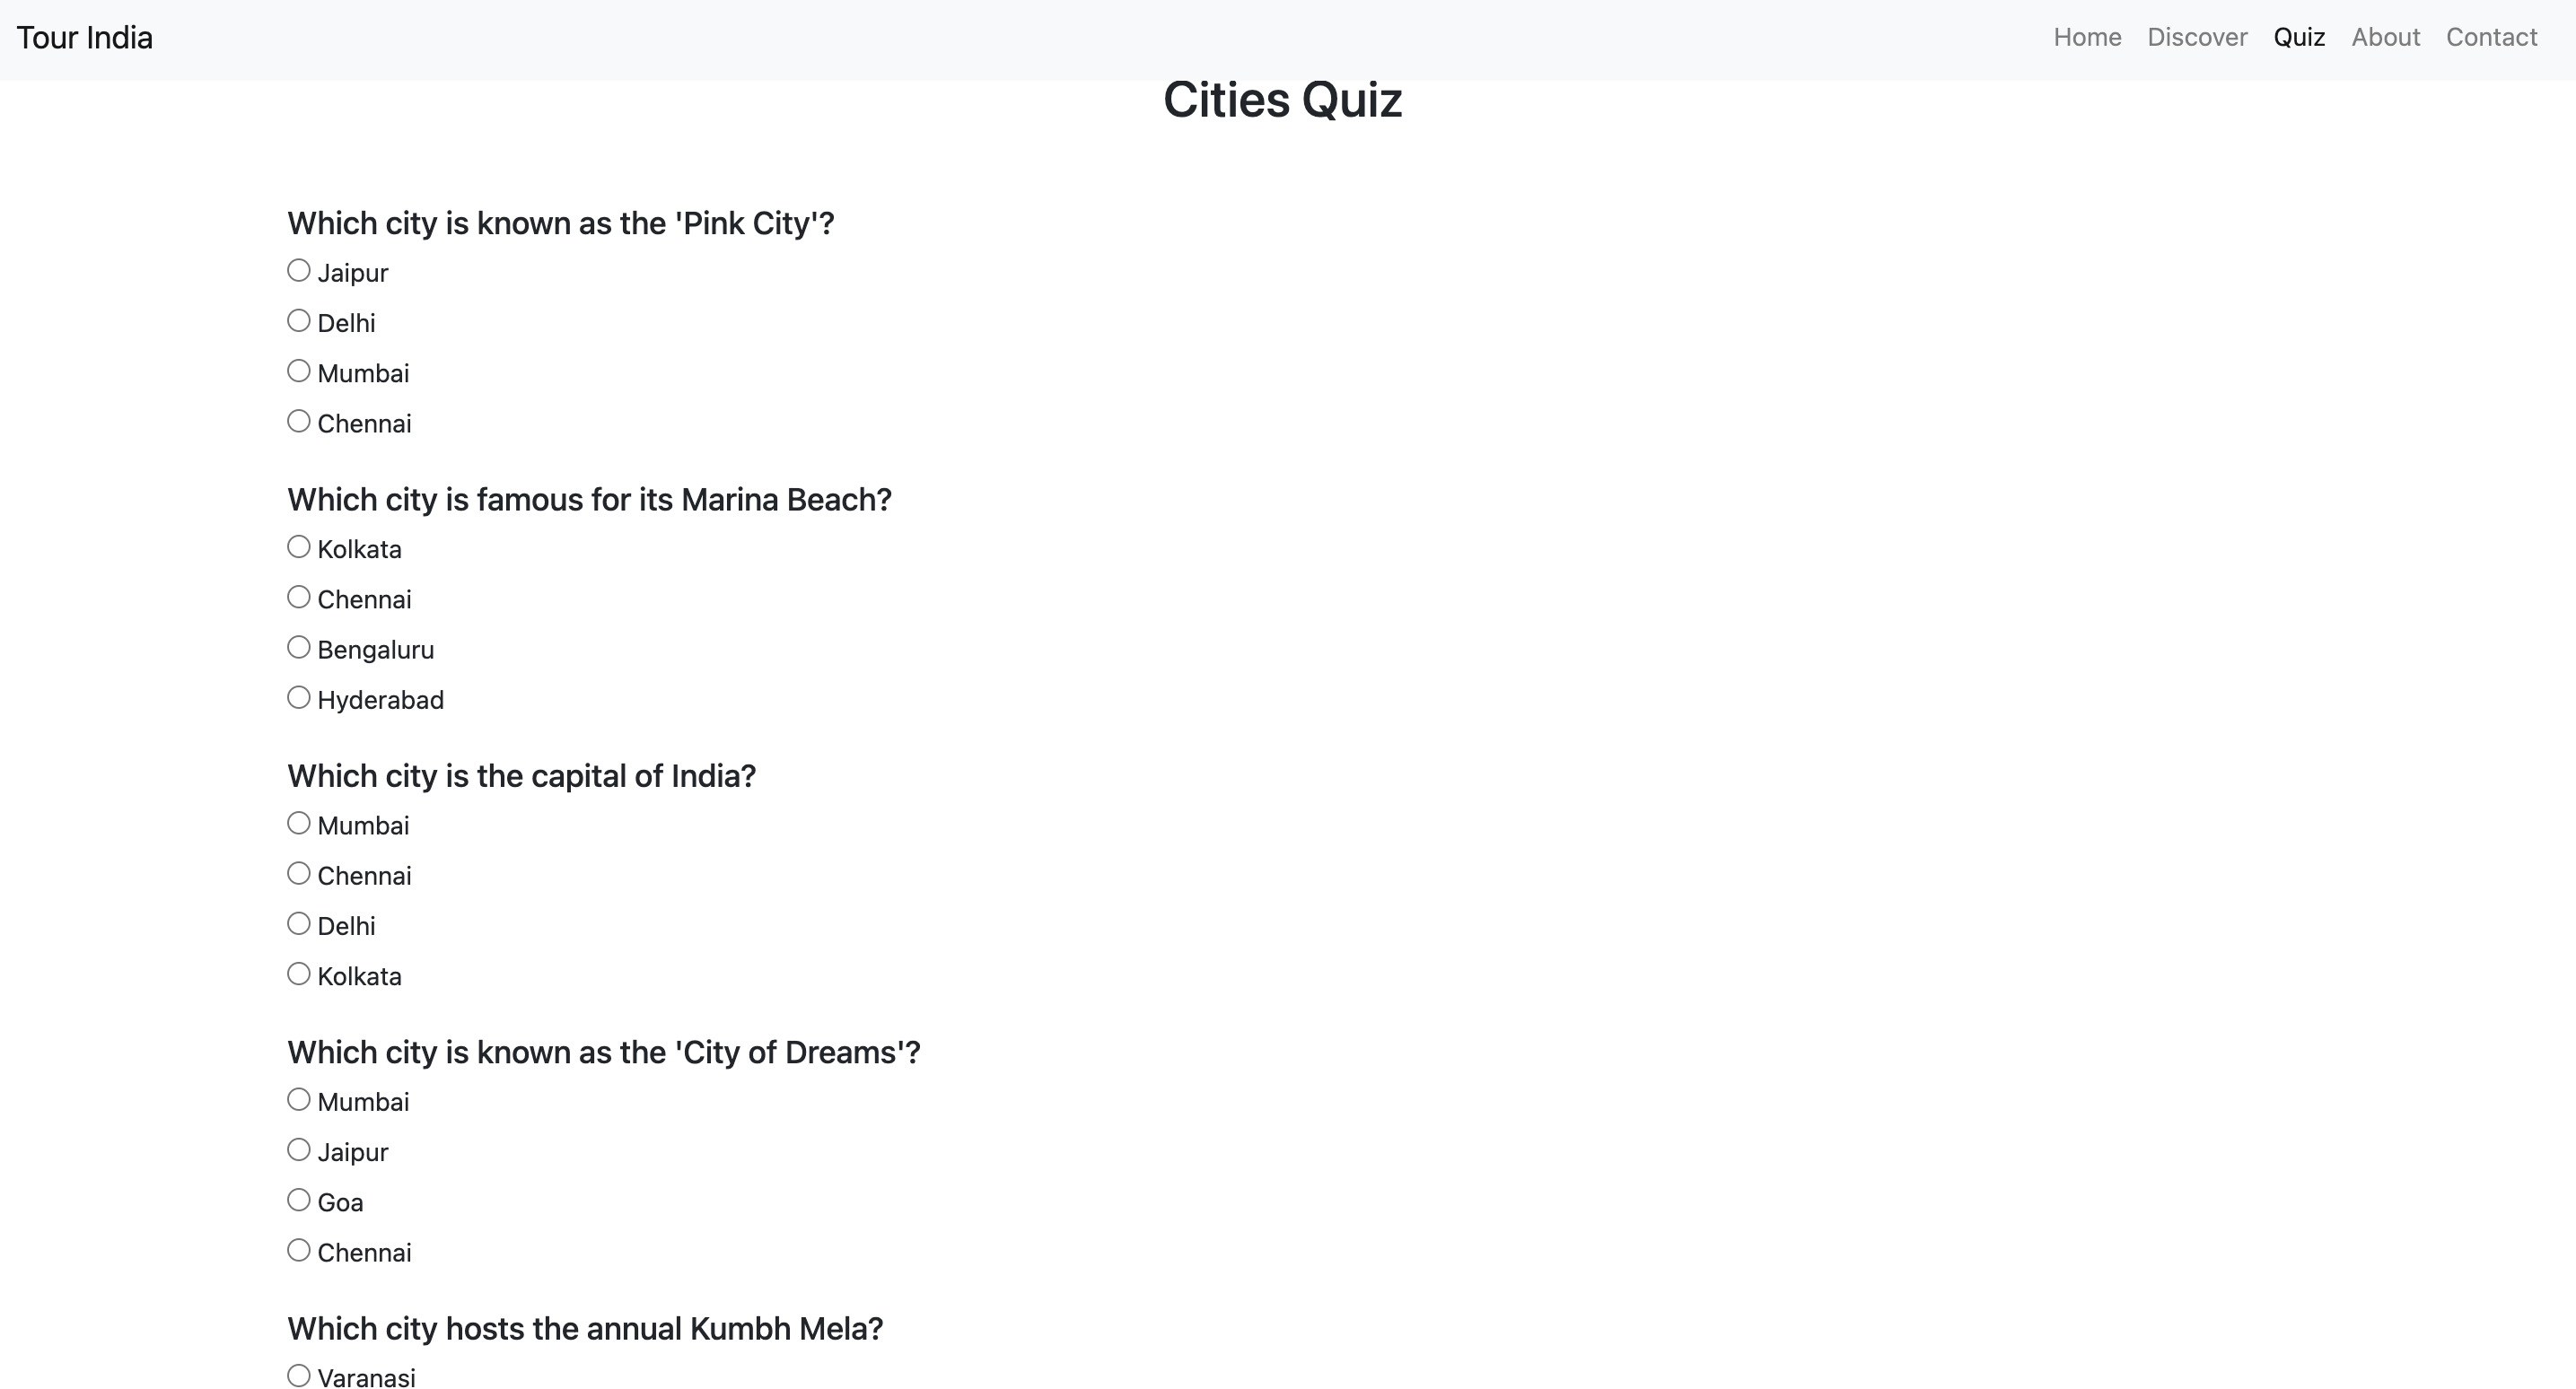 Tour India
Home Discover Quiz About Contact
Cities Quiz
Which city is known as the 'Pink City'?
Jaipur
Delhi
Mumbai
Chennai
Which city is famous for its Marina Beach?
Kolkata
Chennai
Bengaluru
Hyderabad
Which city is the capital of India?
Mumbai
Chennai
Delhi
Kolkata
Which city is known as the 'City of Dreams'?
Mumbai
Jaipur
Goa
Chennai
Which city hosts the annual Kumbh Mela?
Varanasi